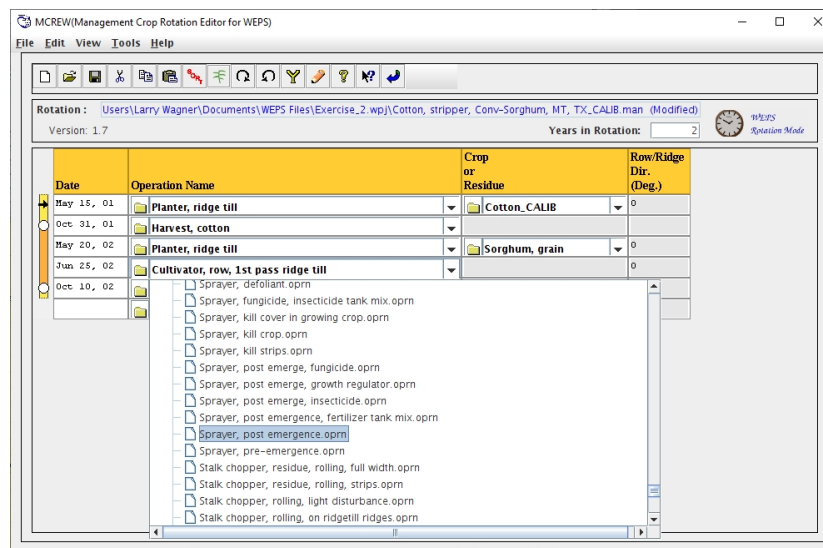 MCREW(Management Crop Rotation Editor for WEPS)
File Edit View Tools Help
Rotation : Users\Larry Wagner\Documents\WEPS Files\Exercise_2.wpj\Cotton, stripper, Conv-Sorghum, MT, TX_CALIB.man (Modified)
Version: 1.7 Years in Rotation: 2
WEPS
Rotation Mode
Date Operation Name Crop or Residue Row/Ridge Dir. (Deg.)
May 15, 01 Planter, ridge till Cotton_CALIB 0
Oct 31, 01 Harvest, cotton
May 20, 02 Planter, ridge till Sorghum, grain 0
Jun 25, 02 Cultivator, row, 1st pass ridge till 0
Oct 10, 02
Sprayer, defoliant.oprn
Sprayer, fungicide, insecticide tank mix.oprn
Sprayer, kill cover in growing crop.oprn
Sprayer, kill crop.oprn
Sprayer, kill strips.oprn
Sprayer, post emerge, fungicide.oprn
Sprayer, post emerge, growth regulator.oprn
Sprayer, post emerge, insecticide.oprn
Sprayer, post emergence, fertilizer tank mix.oprn
Sprayer, post emergence.oprn
Sprayer, pre-emergence.oprn
Stalk chopper, residue, rolling, full width.oprn
Stalk chopper, residue, rolling, strips.oprn
Stalk chopper, rolling, light disturbance.oprn
Stalk chopper, rolling, on ridgetill ridges.oprn